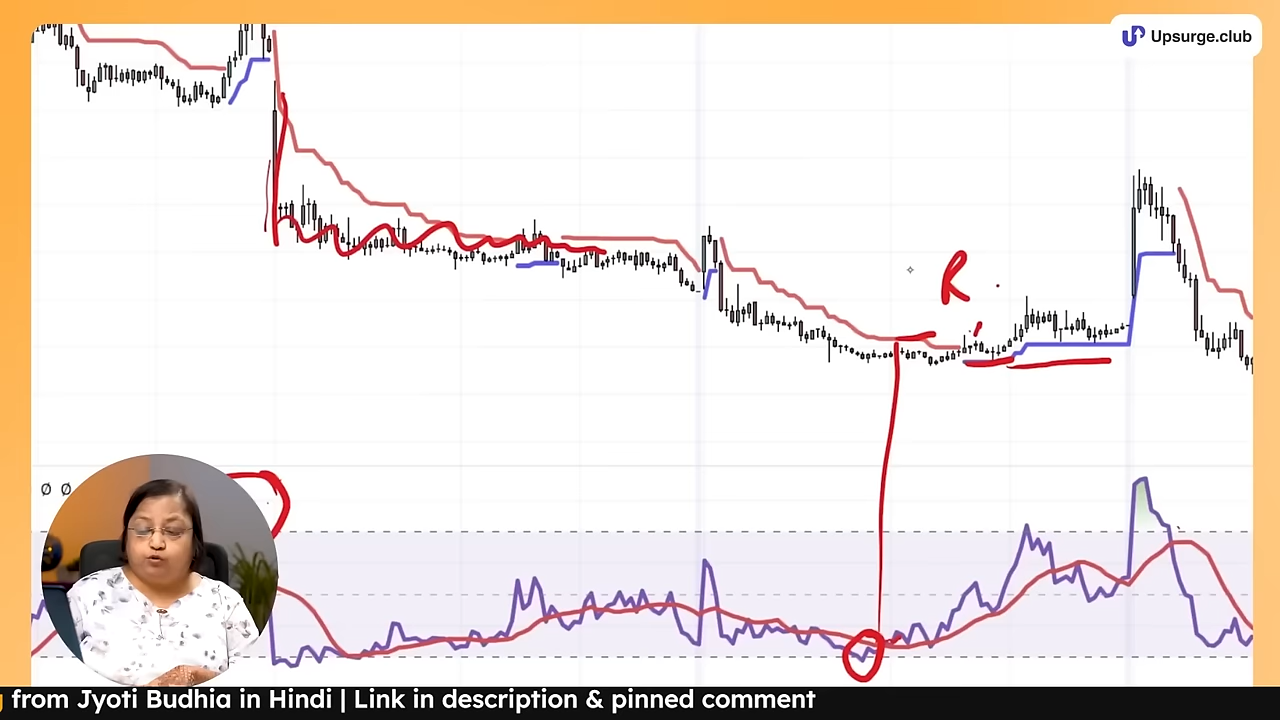 Upsurge.club
R
Ø Ø
from Jyoti Budhia in Hindi | Link in description & pinned comment